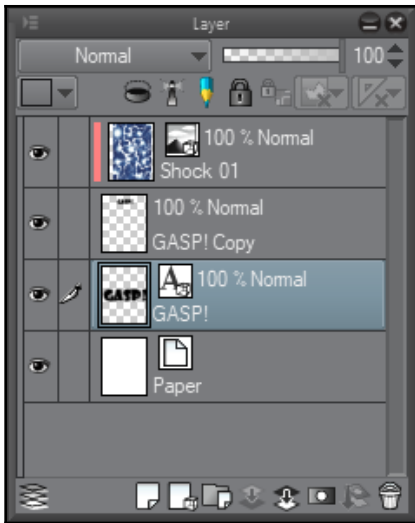 Layer
Normal
100
100 % Normal
Shock 01
100 % Normal
GASP! Copy
GASP!
A
100 % Normal
GASP!
Paper